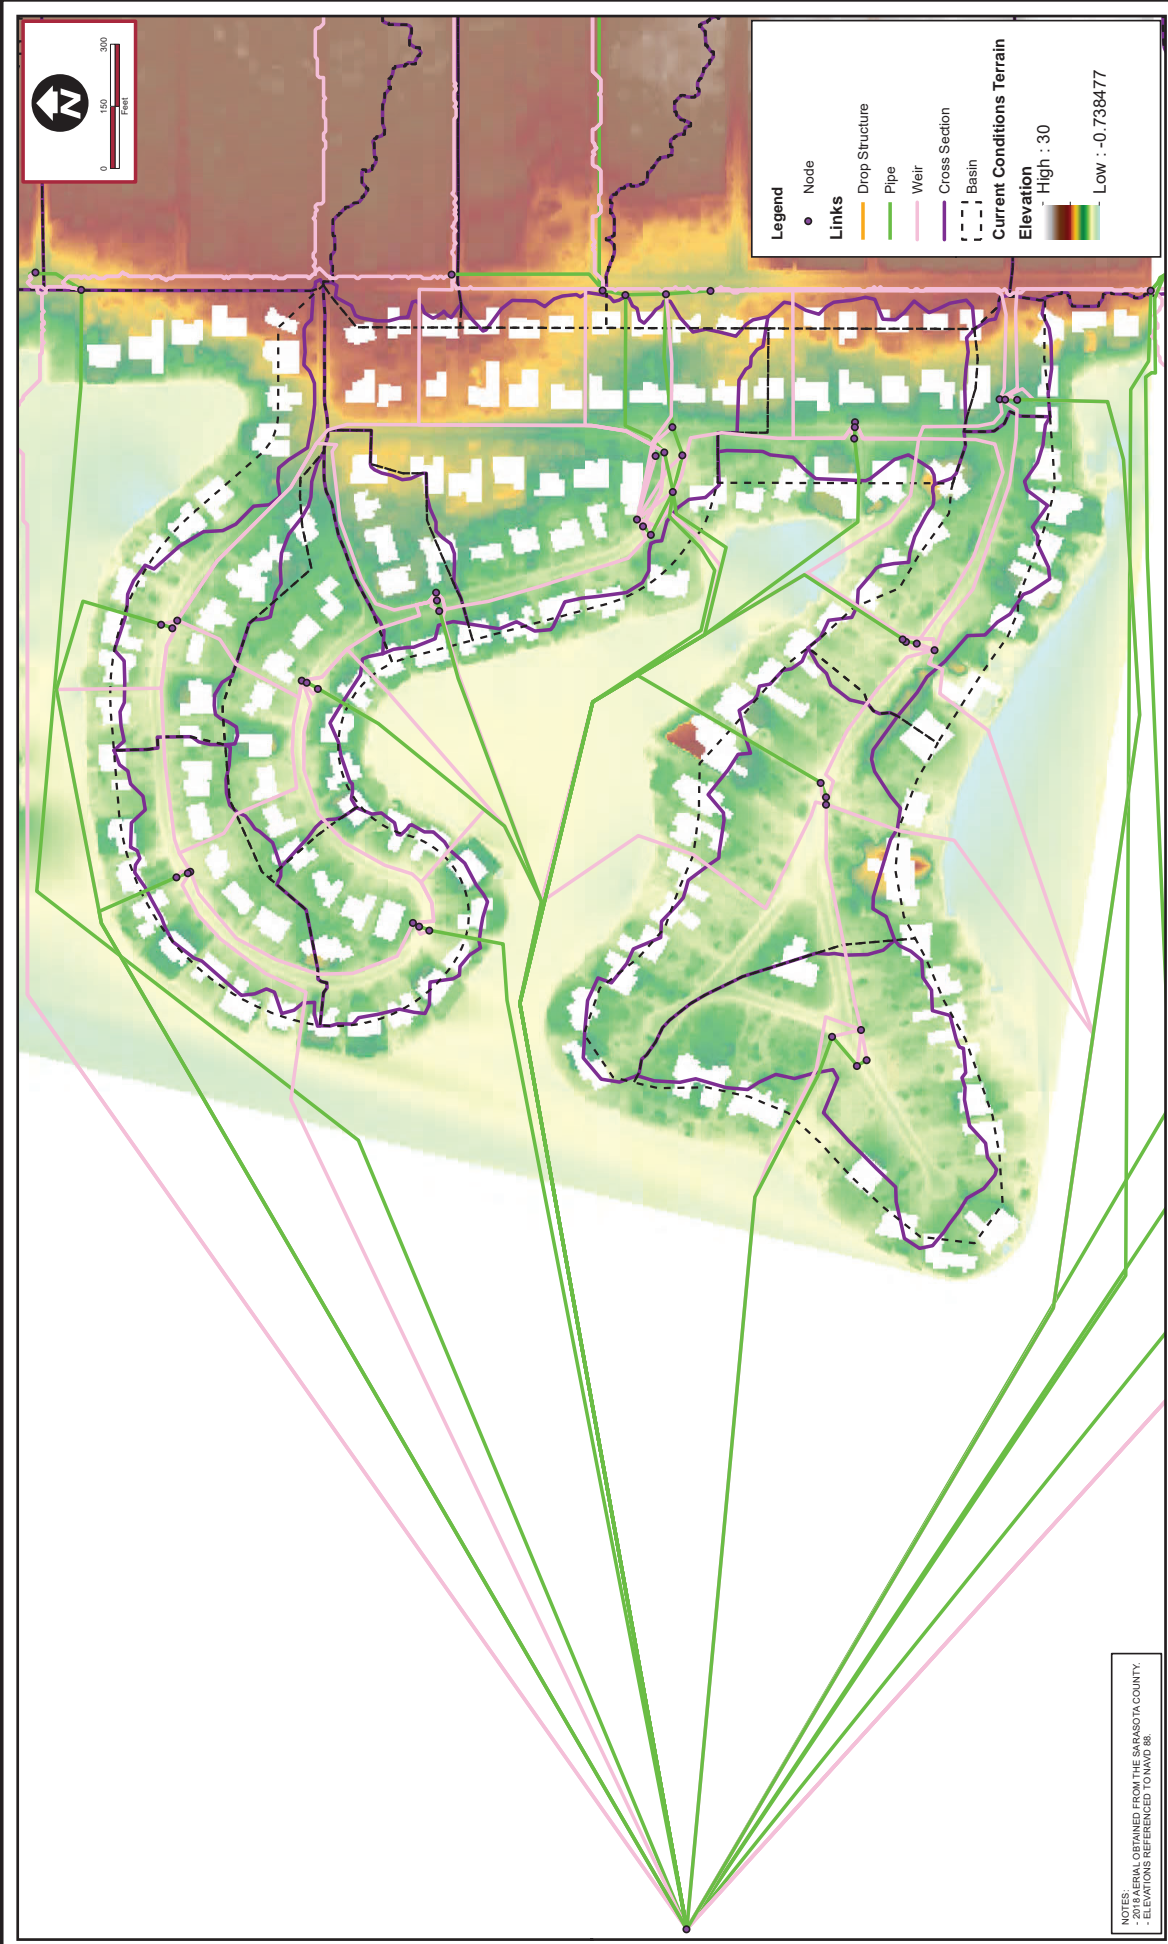 N
0 150 300
Feet
Legend
Node
Links
Drop Structure
Pipe
Weir
Cross Section
Basin
Current Conditions Terrain
Elevation
High : 30
Low : -0.738477
NOTES:
- 2018 AERIAL OBTAINED FROM THE SARASOTA COUNTY.
- ELEVATIONS REFERENCED TO NAVD 88.